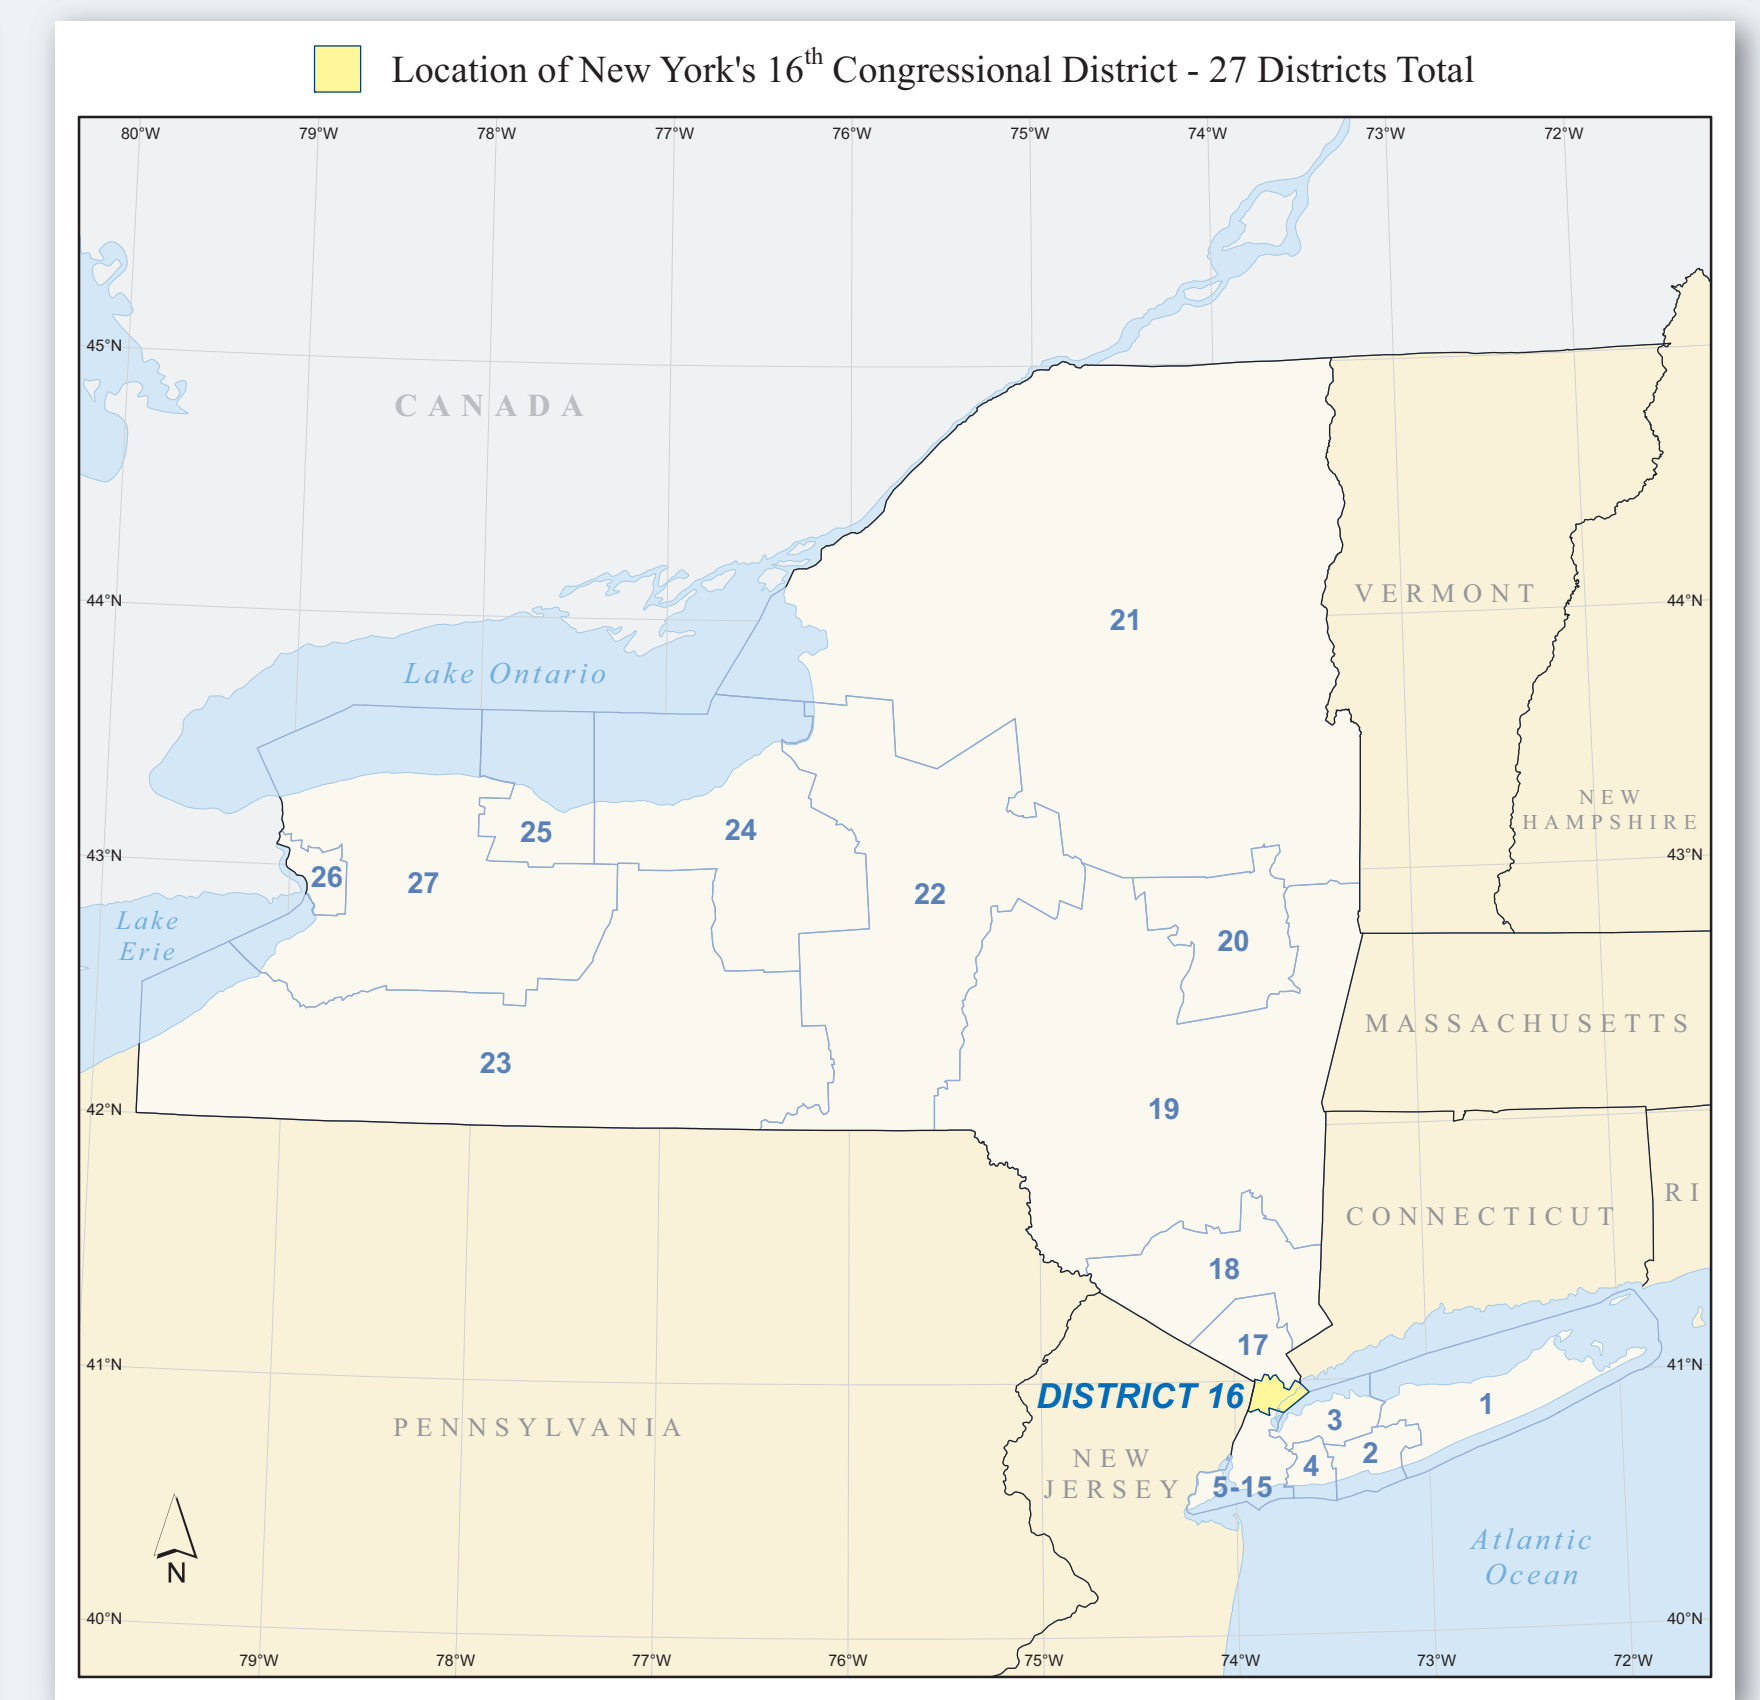 Location of New York's 16th Congressional District - 27 Districts Total
80°W 79°W 78°W 77°W 76°W 75°W 74°W 73°W 72°W
45°N
CANADA
44°N 44°N
VERMONT
21
Lake Ontario
NEW
HAMPSHIRE
43°N 43°N
25
24
26
27
22
Lake
Erie
20
MASSACHUSETTS
23
42°N
19
RI
CONNECTICUT
18
17
41°N 41°N
DISTRICT 16
1
3
2
4
5-15
PENNSYLVANIA
NEW
JERSEY
Atlantic
Ocean
N
40°N 40°N
79°W 78°W 77°W 76°W 75°W 74°W 73°W 72°W